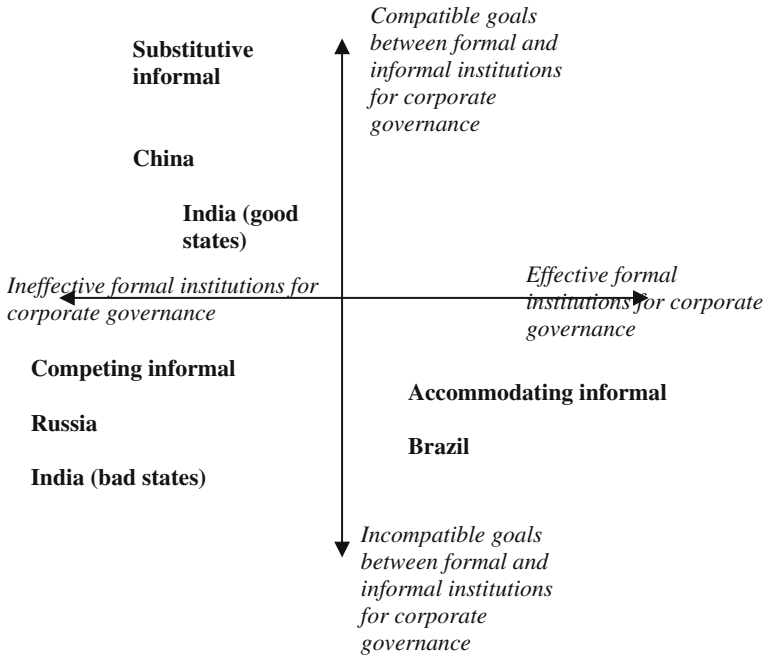 Compatible goals
between formal and
informal institutions
for corporate
governance
Substitutive
informal
China
India (good
states)
Ineffective formal institutions for
corporate governance
Effective formal
institutions for corporate
governance
Competing informal
Russia
India (bad states)
Accommodating informal
Brazil
Incompatible goals
between formal and
informal institutions
for corporate
governance